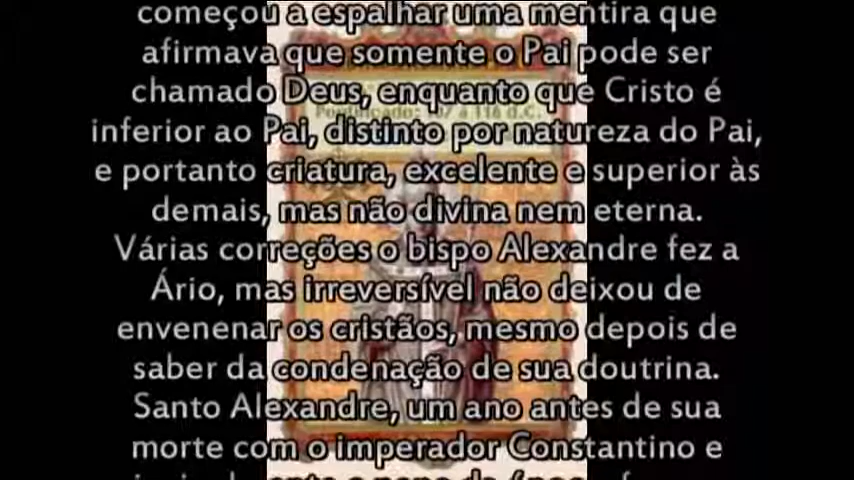 começou a espalhar uma mentira que
afirmava que somente o Pai pode ser
chamado Deus, enquanto que Cristo é
Pontificado: 107 a 116 d.C.
inferior ao Pai, distinto por natureza do Pai,
e portanto criatura, excelente e superior às
demais, mas não divina nem eterna.
Várias correções o bispo Alexandre fez a
Ário, mas irreversível não deixou de
envenenar os cristãos, mesmo depois de
saber da condenação de sua doutrina.
Santo Alexandre, um ano antes de sua
morte com o imperador Constantino e